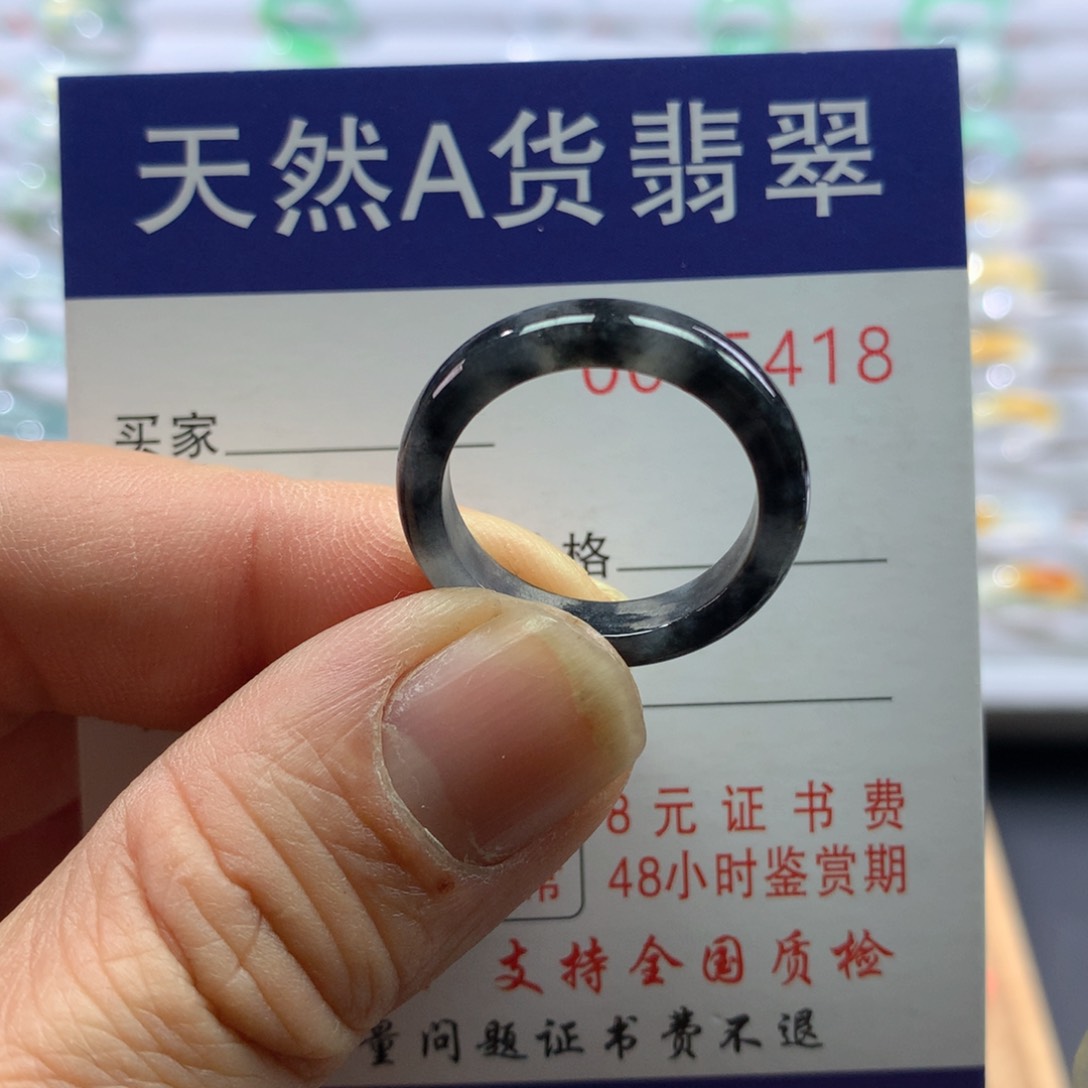 天然A货翡翠
5418
买家
格
8元证书费
48小时鉴赏期
支持全国质检
量问题证书费不退